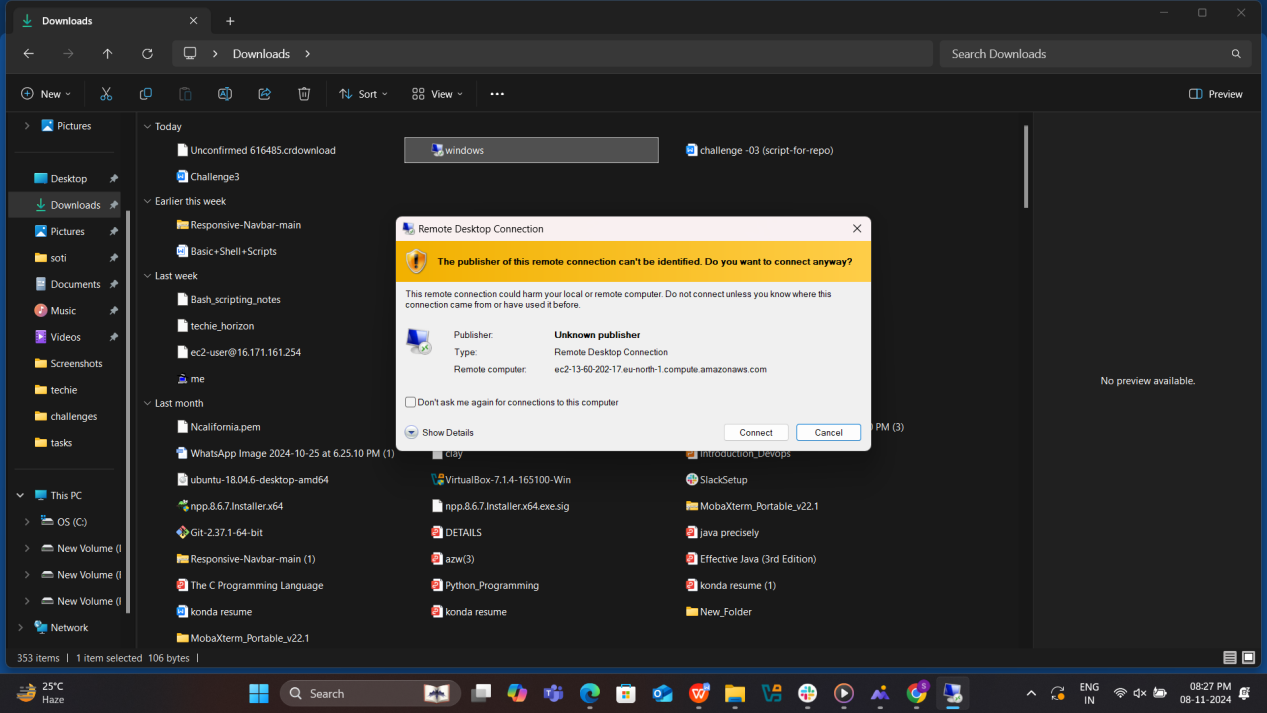 Downloads
Downloads
Search Downloads
New
Sort
View
Preview
Pictures
Desktop
Downloads
Pictures
soti
Documents
Music
Videos
Screenshots
techie
challenges
tasks
This PC
OS (C:)
New Volume (
New Volume (
New Volume (
Network
Today
Unconfirmed 616485.crdownload
windows
challenge -03 (script-for-repo)
Challenge3
Earlier this week
Responsive-Navbar-main
Basic+Shell+Scripts
Last week
Bash_scripting_notes
techie_horizon
ec2-user@16.171.161.254
me
Last month
Ncalifornia.pem
PM (3)
WhatsApp Image 2024-10-25 at 6.25.10 PM (1)
clay
Introduction_Devops
ubuntu-18.04.6-desktop-amd64
VirtualBox-7.1.4-165100-Win
SlackSetup
npp.8.6.7.Installer.x64
npp.8.6.7.Installer.x64.exe.sig
MobaXterm_Portable_v22.1
Git-2.37.1-64-bit
DETAILS
java precisely
Responsive-Navbar-main (1)
azw(3)
Effective Java (3rd Edition)
The C Programming Language
Python_Programming
konda resume (1)
konda resume
konda resume
New_Folder
MobaXterm_Portable_v22.1
No preview available.
Remote Desktop Connection
The publisher of this remote connection can't be identified. Do you want to connect anyway?
This remote connection could harm your local or remote computer. Do not connect unless you know where this
connection came from or have used it before.
Publisher: Unknown publisher
Type: Remote Desktop Connection
Remote computer: ec2-13-60-202-17.eu-north-1.compute.amazonaws.com
Don't ask me again for connections to this computer
Show Details
Connect
Cancel
353 items
1 item selected 106 bytes
25°C
Haze
Search
ENG
IN
08:27 PM
08-11-2024